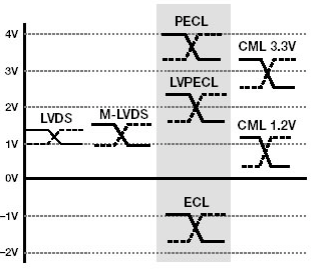 PECL
4V
CML 3.3V
3V
LVPECL
2V
LVDS
M-LVDS
CML 1.2V
1V
0V
ECL
–1V
–2V